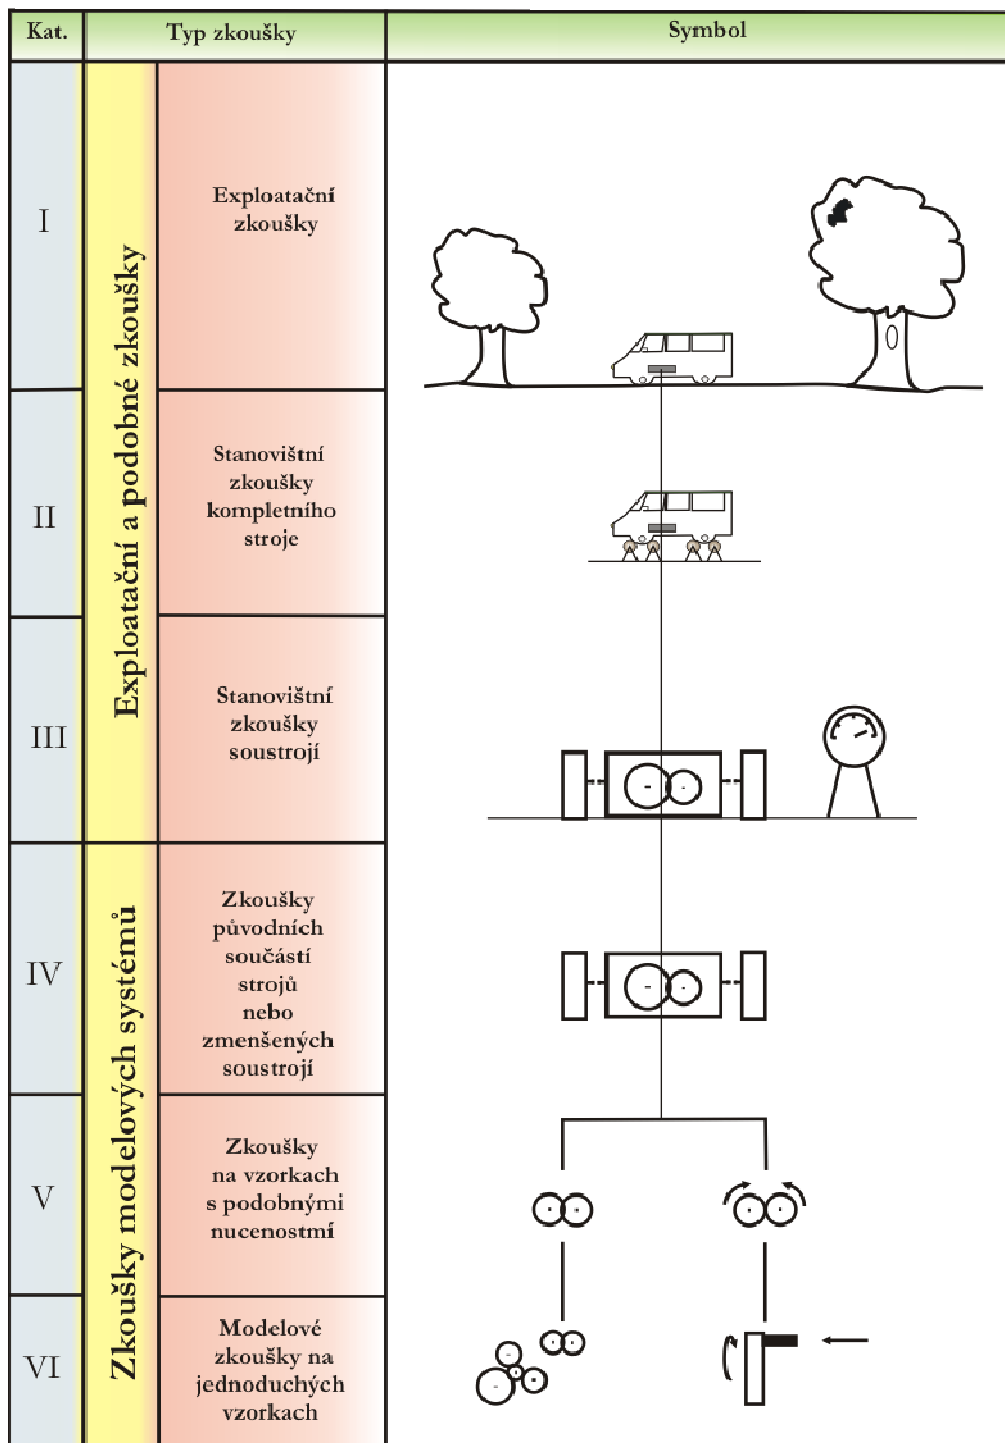 Kat.
Typ zkoušky
Symbol
Exploatační a podobné zkoušky
I
Exploatační
zkoušky
II
Stanovištní
zkoušky
kompletního
stroje
III
Stanovištní
zkoušky
soustrojí
Zkoušky modelových systémů
IV
Zkoušky
původních
součástí
strojů
nebo
zmenšených
soustrojí
V
Zkoušky
na vzorkach
s podobnými
nucenostmí
VI
Modelové
zkoušky na
jednoduchých
vzorkach